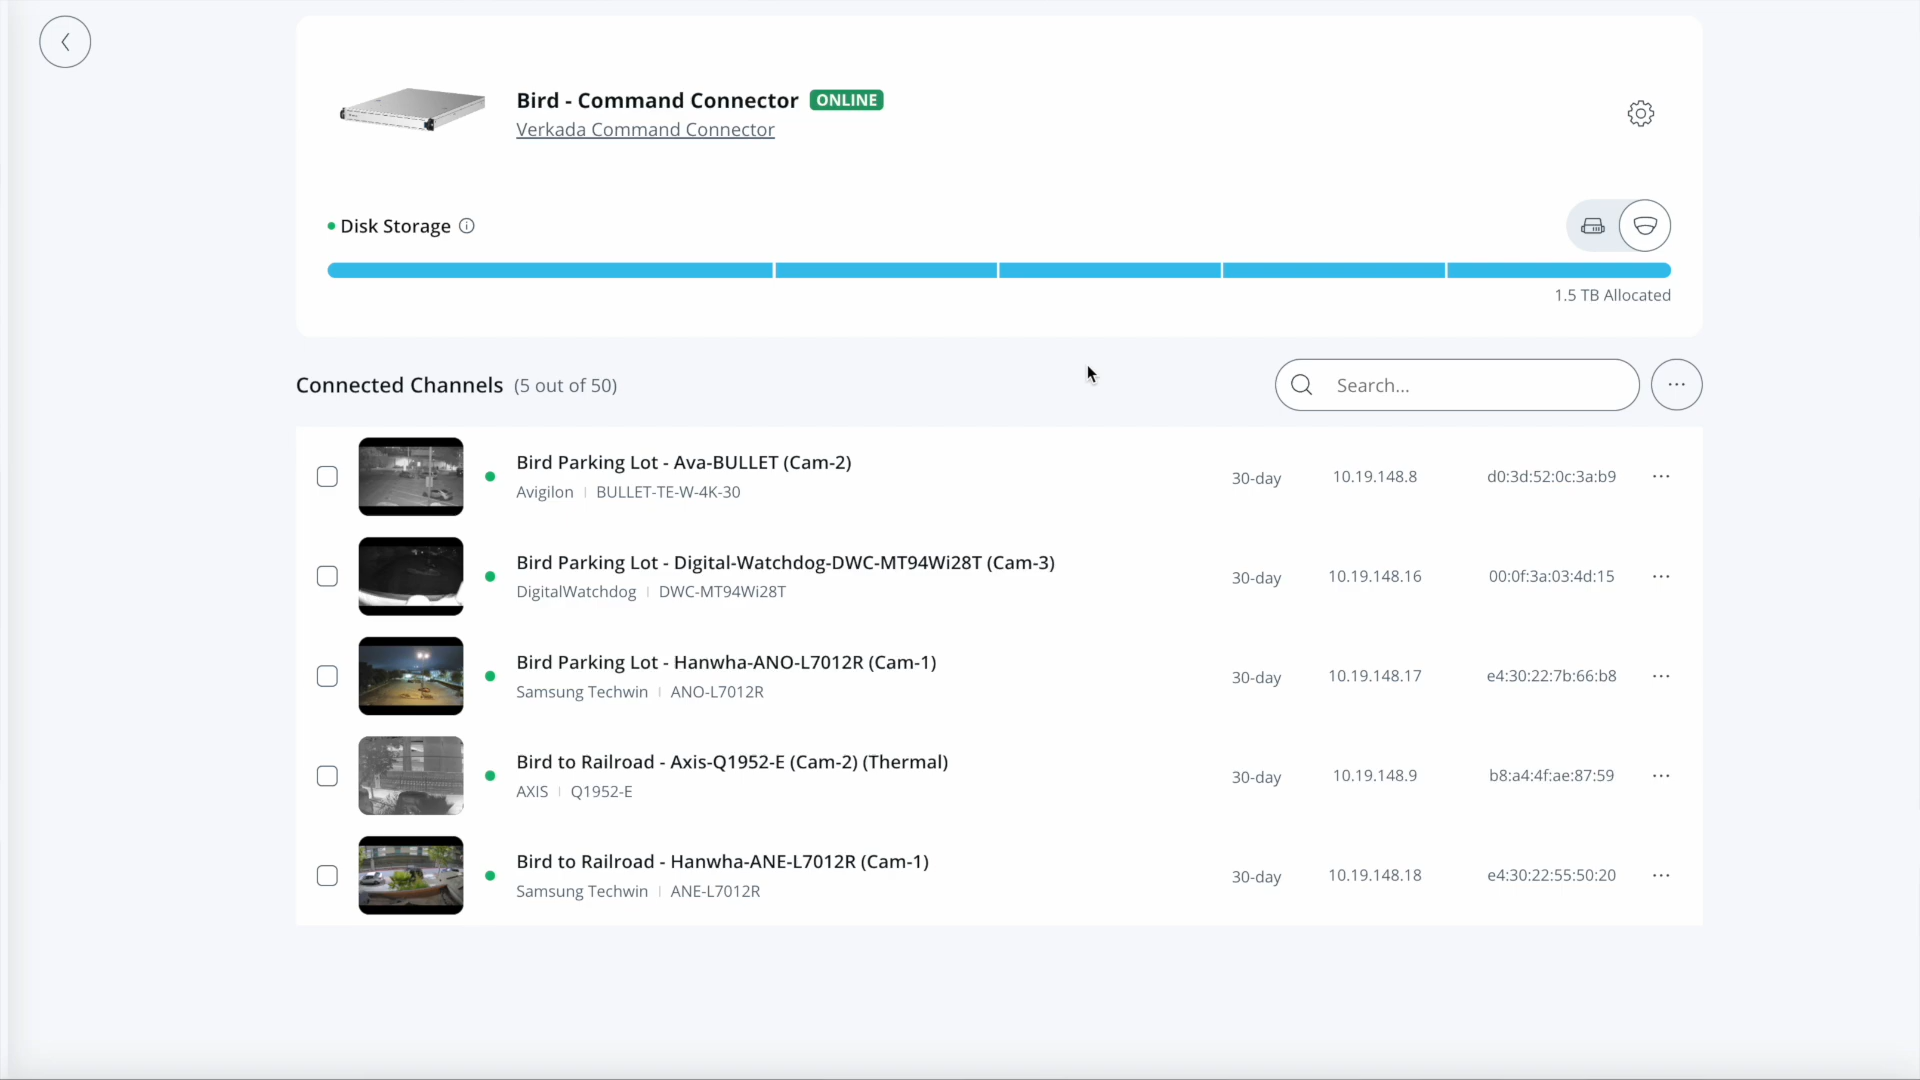 Bird - Command Connector ONLINE
Verkada Command Connector
Disk Storage
1.5 TB Allocated
Connected Channels (5 out of 50)
Search...
Bird Parking Lot - Ava-BULLET (Cam-2)
Avigilon | BULLET-TE-W-4K-30
30-day 10.19.148.8 d0:3d:52:0c:3a:b9
Bird Parking Lot - Digital-Watchdog-DWC-MT94Wi28T (Cam-3)
DigitalWatchdog | DWC-MT94Wi28T
30-day 10.19.148.16 00:0f:3a:03:4d:15
Bird Parking Lot - Hanwha-ANO-L7012R (Cam-1)
Samsung Techwin | ANO-L7012R
30-day 10.19.148.17 e4:30:22:7b:66:b8
Bird to Railroad - Axis-Q1952-E (Cam-2) (Thermal)
AXIS | Q1952-E
30-day 10.19.148.9 b8:a4:4f:ae:87:59
Bird to Railroad - Hanwha-ANE-L7012R (Cam-1)
Samsung Techwin | ANE-L7012R
30-day 10.19.148.18 e4:30:22:55:50:20